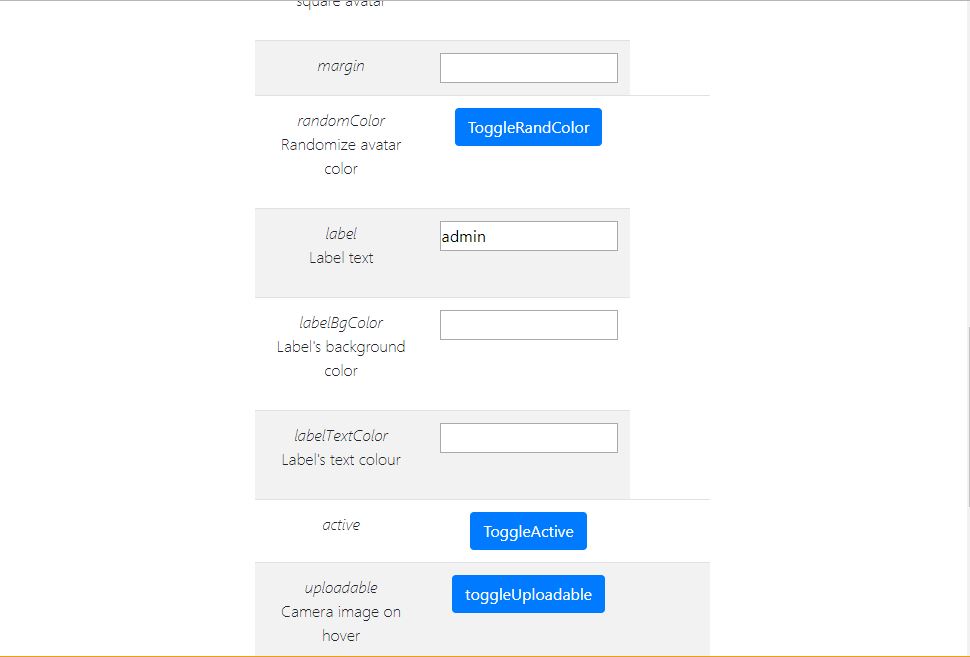 square avatar
margin
randomColor
ToggleRandColor
Randomize avatar
color
label
admin
Label text
labelBgColor
Label's background
color
labelTextColor
Label's text colour
active
ToggleActive
uploadable
toggleUploadable
Camera image on
hover